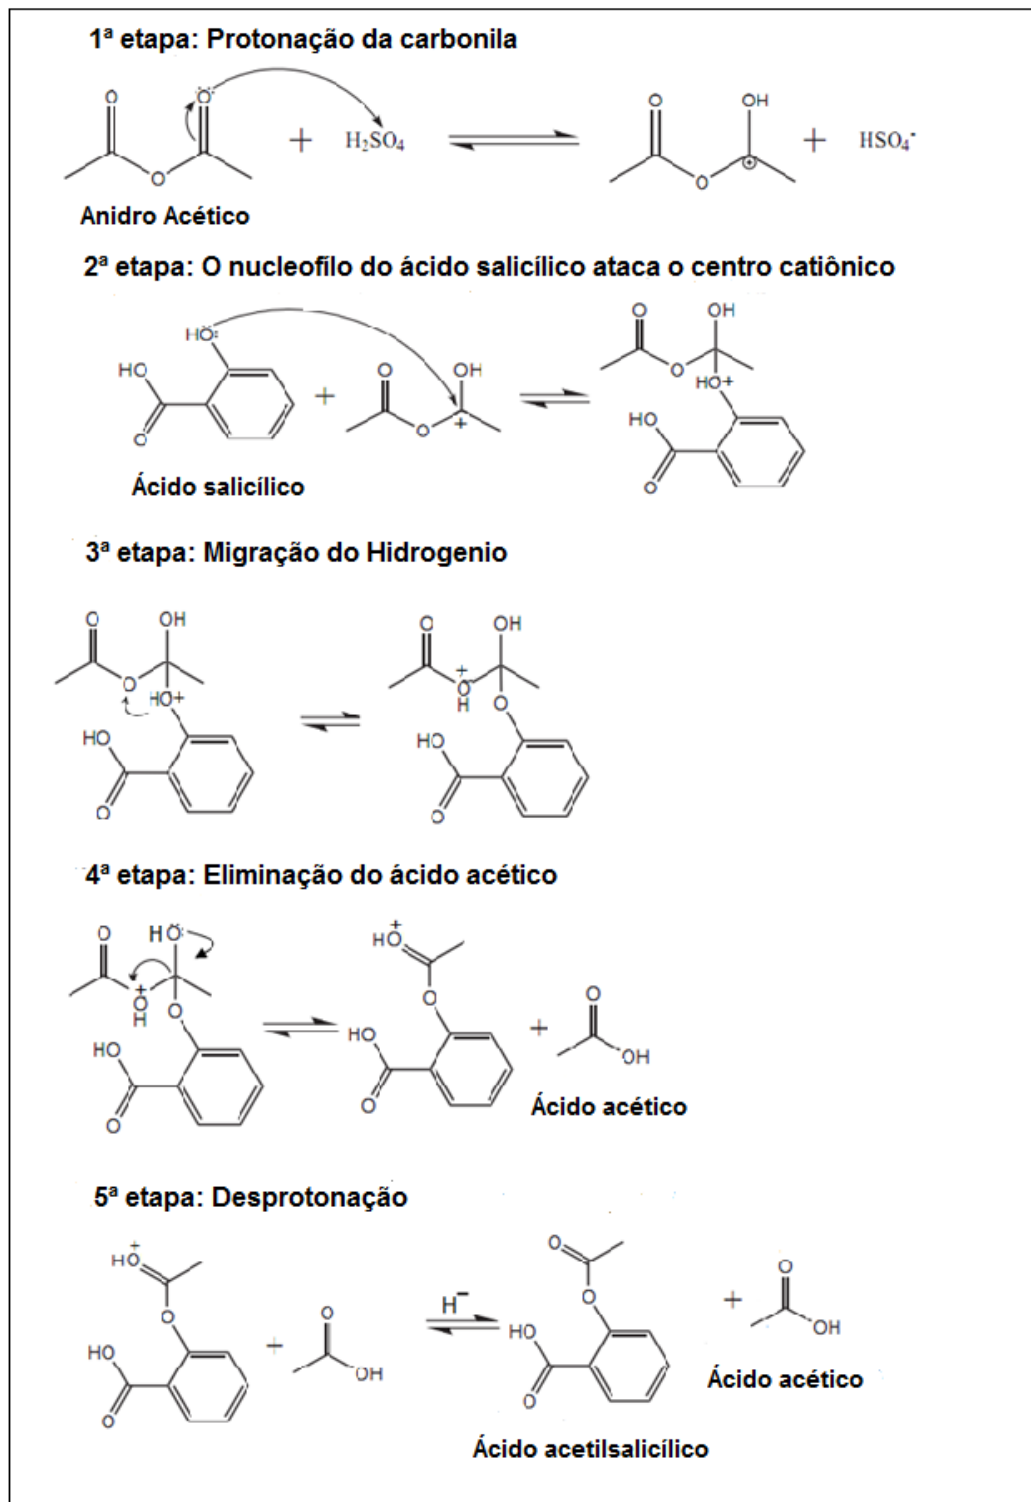 1ª etapa: Protonação da carbonila
O O OH O
O + H₂SO₄ O + HSO₄⁻
Anidro Acético
2ª etapa: O nucleofílo do ácido salicílico ataca o centro catiônico
O OH
HO: O
HO O OH HO+
+ O + HO
O O
Ácido salicílico
3ª etapa: Migração do Hidrogenio
O OH O OH
O HO+ + O H O
HO HO
O O
4ª etapa: Eliminação do ácido acético
O HO: HO +
O H + O O O
HO HO + OH
O O
Ácido acético
5ª etapa: Desprotonação
HO + O O
O O H⁻ O + OH
HO + OH HO
O O
Ácido acético
Ácido acetilsalicílico